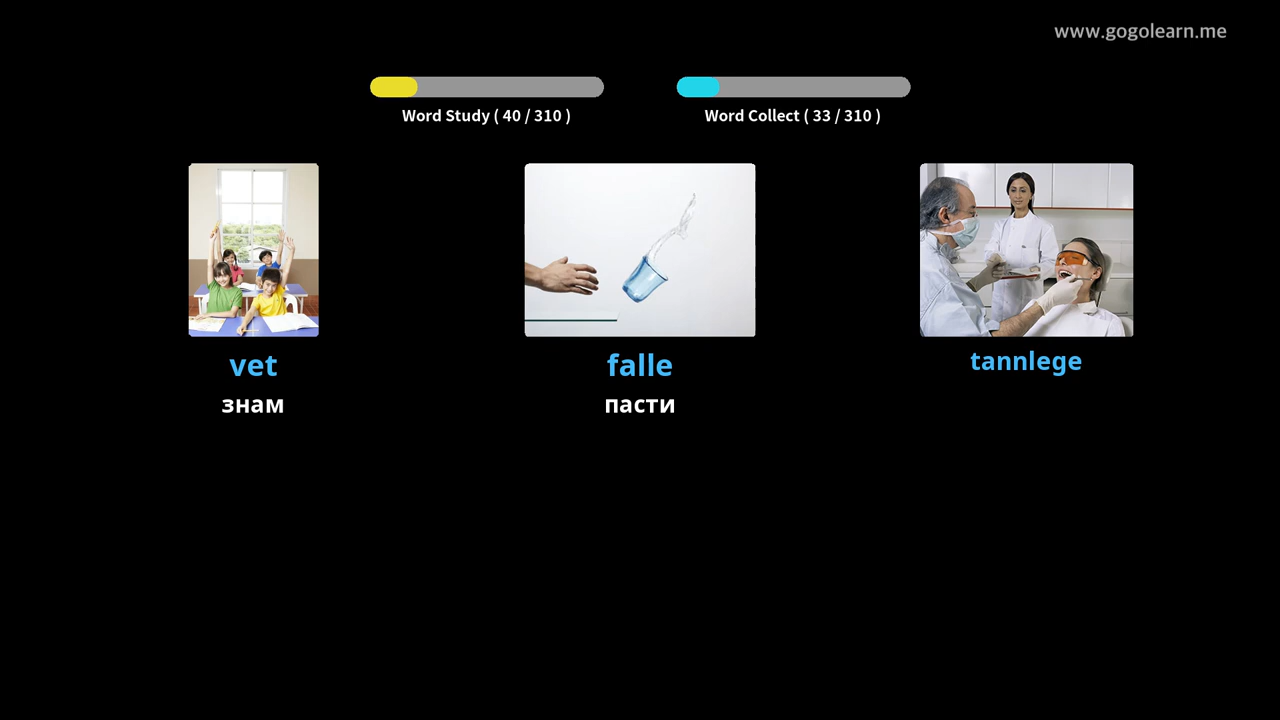 www.gogolearn.me
Word Study ( 40 / 310 )
Word Collect ( 33 / 310 )
vet
falle
tannlege
знам
пасти